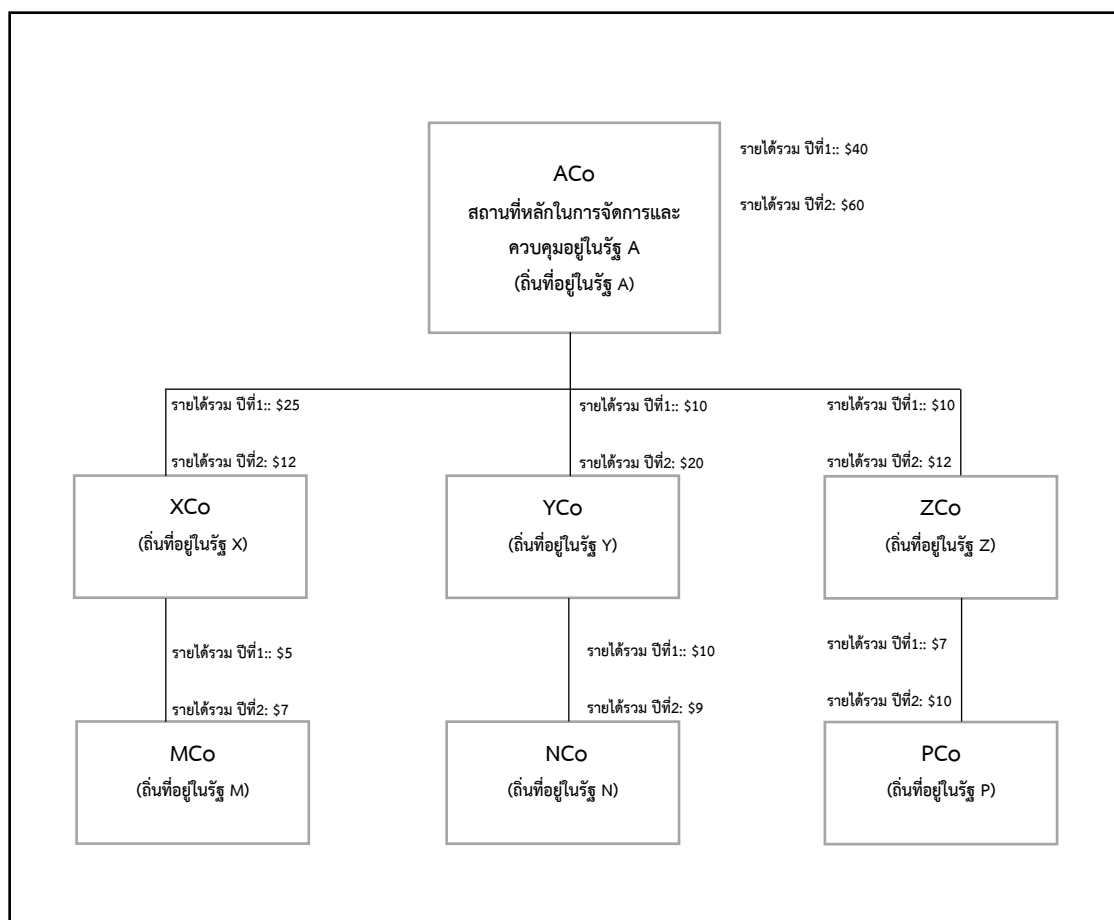 รายได้รวม ปีที่1:: $40
ACo
สถานที่หลักในการจัดการและ
ควบคุมอยู่ในรัฐ A
(ถิ่นที่อยู่ในรัฐ A)
รายได้รวม ปีที่2: $60
รายได้รวม ปีที่1:: $25
รายได้รวม ปีที่1:: $10
รายได้รวม ปีที่1:: $10
รายได้รวม ปีที่2: $12
รายได้รวม ปีที่2: $20
รายได้รวม ปีที่2: $12
XCo
(ถิ่นที่อยู่ในรัฐ X)
YCo
(ถิ่นที่อยู่ในรัฐ Y)
ZCo
(ถิ่นที่อยู่ในรัฐ Z)
รายได้รวม ปีที่1:: $5
รายได้รวม ปีที่1:: $10
รายได้รวม ปีที่1:: $7
รายได้รวม ปีที่2: $7
รายได้รวม ปีที่2: $9
รายได้รวม ปีที่2: $10
MCo
(ถิ่นที่อยู่ในรัฐ M)
NCo
(ถิ่นที่อยู่ในรัฐ N)
PCo
(ถิ่นที่อยู่ในรัฐ P)